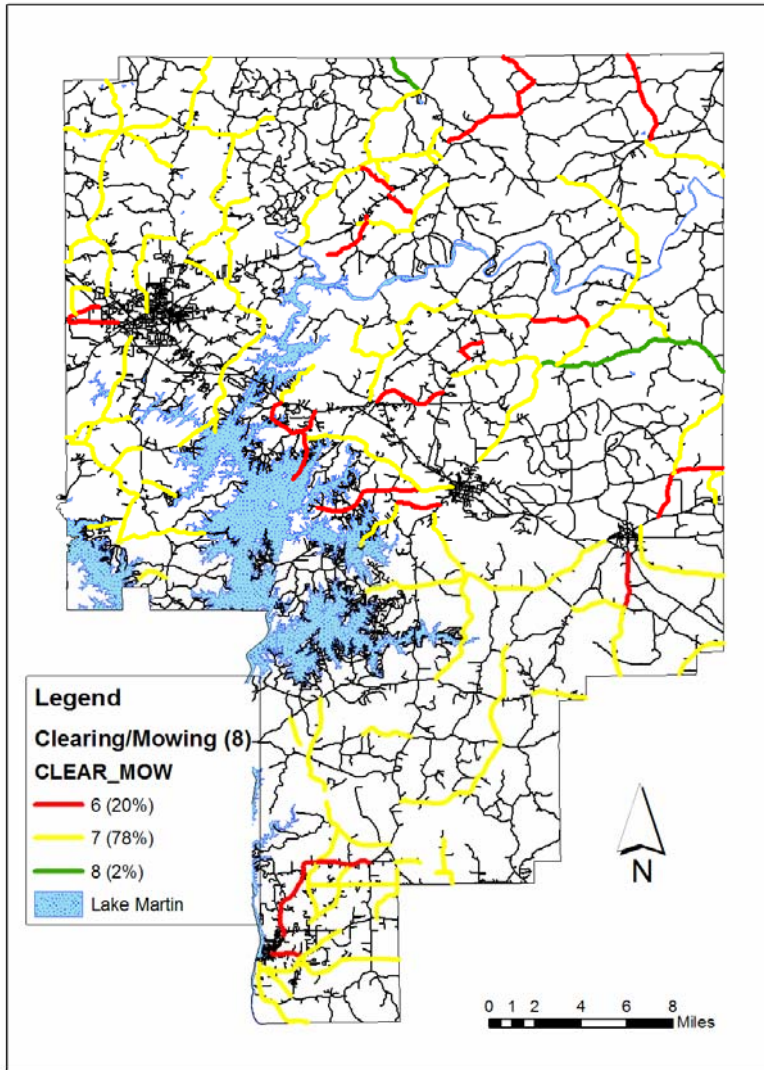 Legend
Clearing/Mowing (8)
CLEAR_MOW
6 (20%)
7 (78%)
8 (2%)
Lake Martin
N
0 1 2 4 6 8
Miles